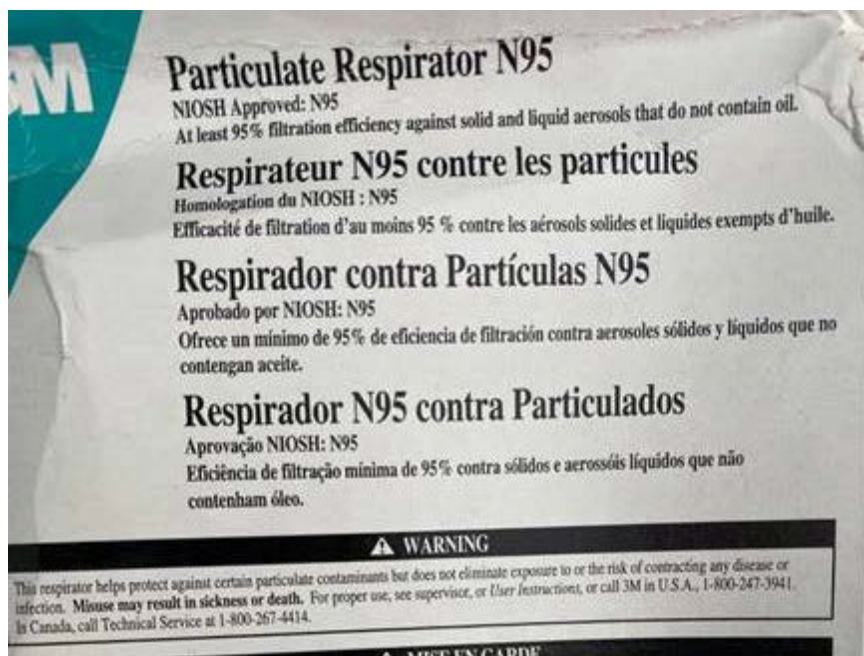 3M
Particulate Respirator N95
NIOSH Approved: N95
At least 95% filtration efficiency against solid and liquid aerosols that do not contain oil.
Respirateur N95 contre les particules
Homologation du NIOSH : N95
Efficacité de filtration d'au moins 95 % contre les aérosols solides et liquides exempts d'huile.
Respirador contra Partículas N95
Aprobado por NIOSH: N95
Ofrece un mínimo de 95% de eficiencia de filtración contra aerosoles sólidos y líquidos que no
contengan aceite.
Respirador N95 contra Particulados
Aprovação NIOSH: N95
Eficiência de filtração mínima de 95% contra sólidos e aerossóis líquidos que não
contenham óleo.
⚠ WARNING
This respirator helps protect against certain particulate contaminants but does not eliminate exposure to or the risk of contracting any disease or
infection. Misuse may result in sickness or death. For proper use, see supervisor, or User Instructions, or call 3M in U.S.A., 1-800-247-3941.
In Canada, call Technical Service at 1-800-267-4414.
⚠ MISE EN GARDE